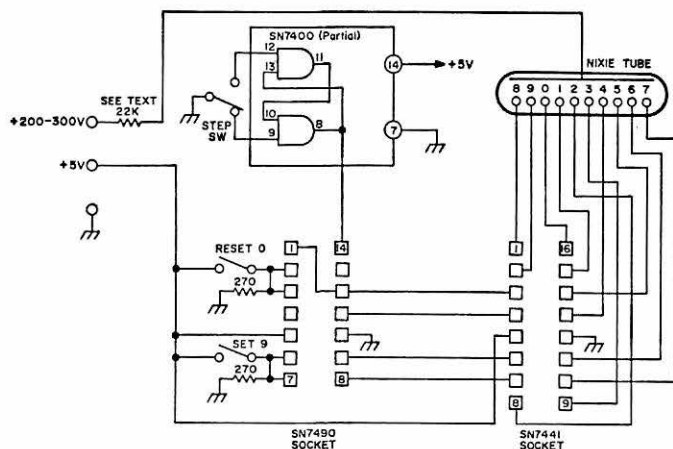 SN7400 (Partial)
12
13
11
10
9
8
14
+5V
7
STEP
SW
NIXIE TUBE
8 9 0 1 2 3 4 5 6 7
SEE TEXT
22K
+200-300V
+5V
RESET 0
270
SET 9
270
1
14
7
8
SN7490
SOCKET
1
16
8
9
SN7441
SOCKET